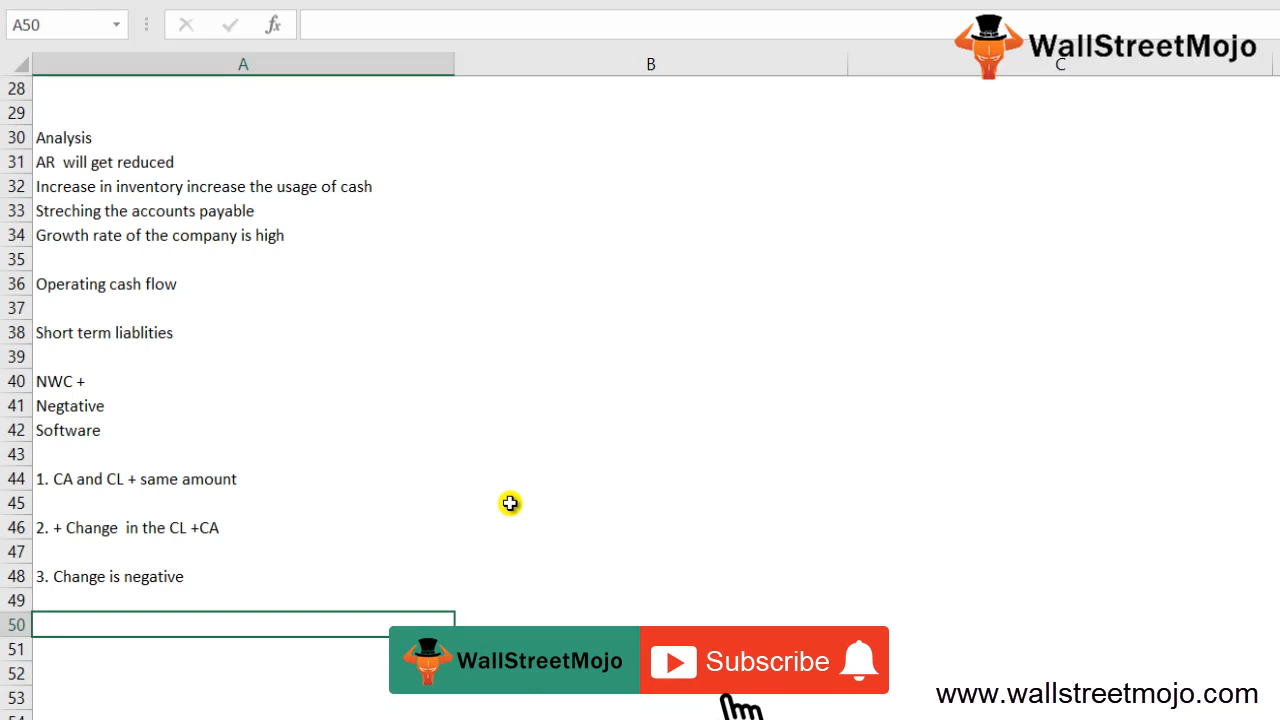 A50
fx
WallStreetMojo
A B C
28
29
30 Analysis
31 AR  will get reduced
32 Increase in inventory increase the usage of cash
33 Streching the accounts payable
34 Growth rate of the company is high
35
36 Operating cash flow
37
38 Short term liablities
39
40 NWC +
41 Negtative
42 Software
43
44 1. CA and CL + same amount
45
46 2. + Change  in the CL +CA
47
48 3. Change is negative
49
50
51
52
53
54
WallStreetMojo Subscribe
www.wallstreetmojo.com